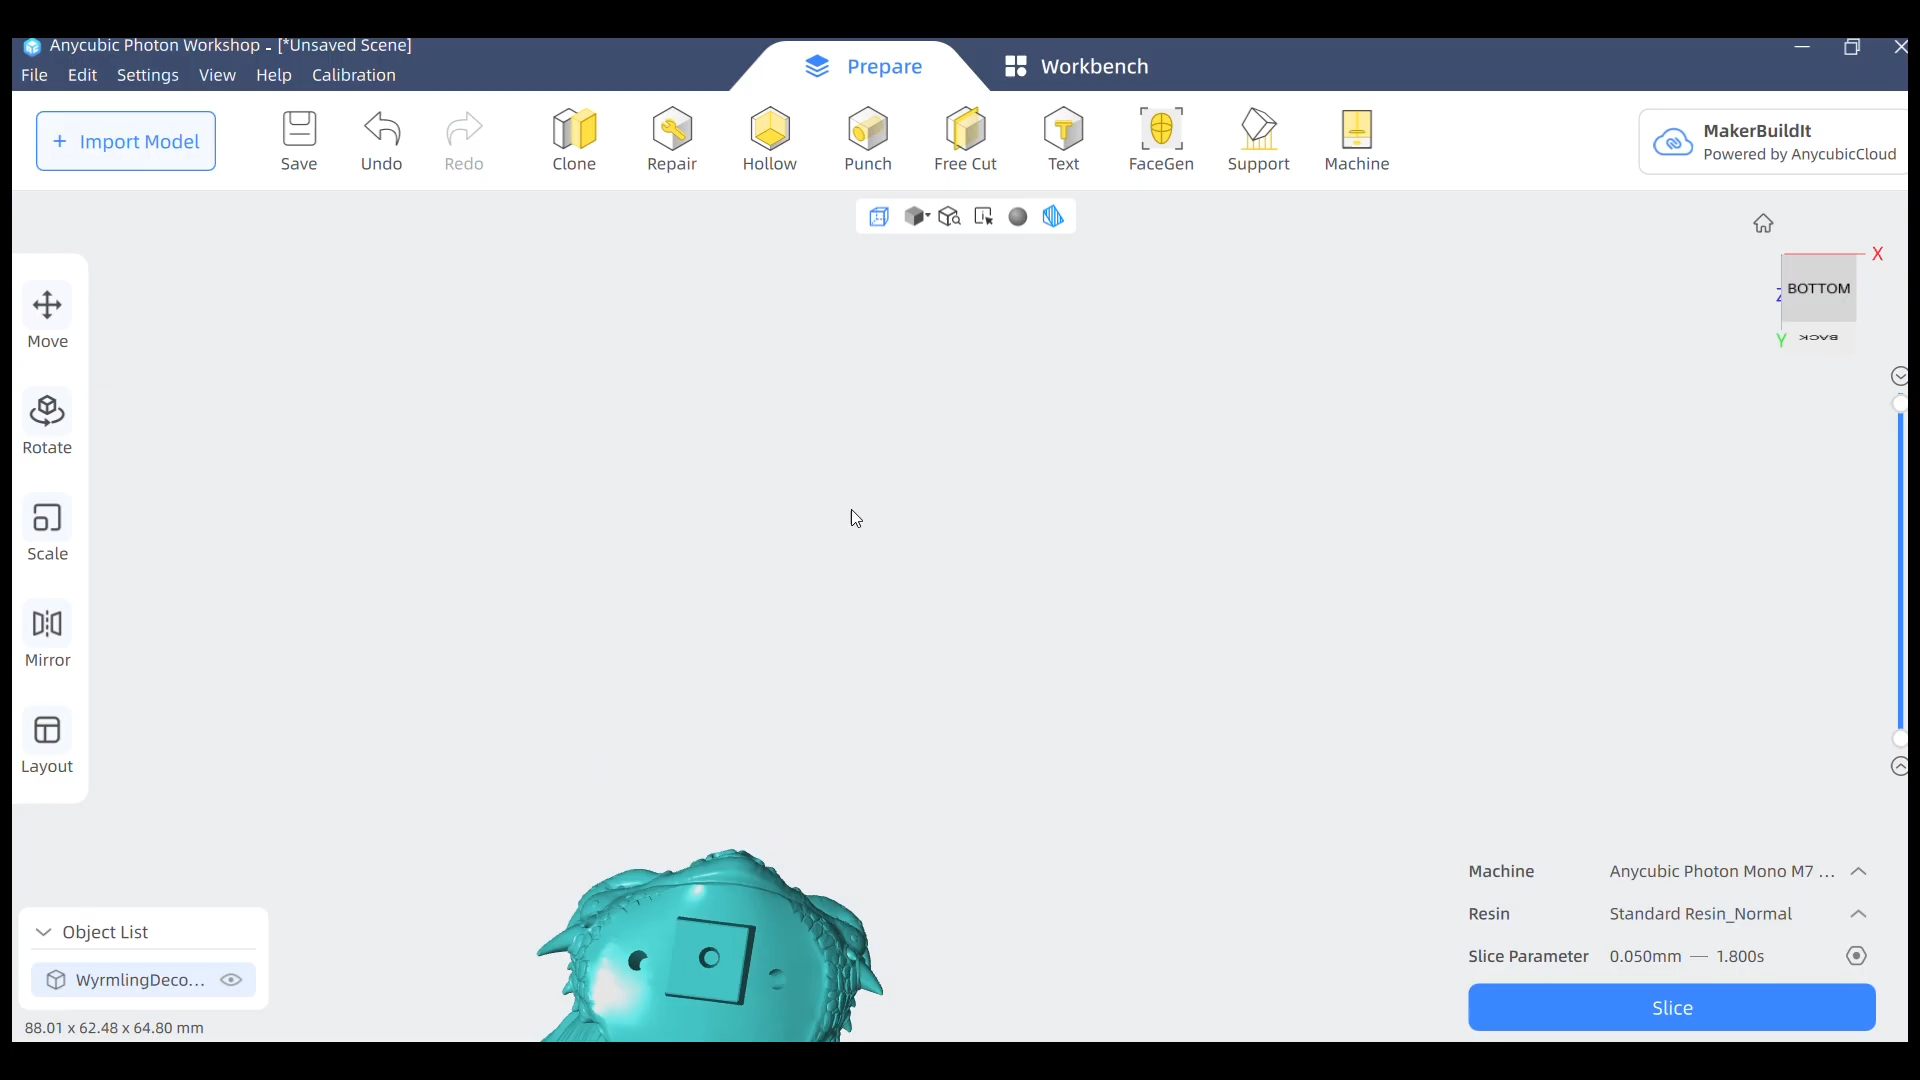 Anycubic Photon Workshop - [*Unsaved Scene]
File Edit Settings View Help Calibration
Prepare
Workbench
+ Import Model
Save
Undo
Redo
Clone
Repair
Hollow
Punch
Free Cut
Text
FaceGen
Support
Machine
MakerBuildIt
Powered by AnycubicCloud
X
BOTTOM
Z
Y
BACK
Move
Rotate
Scale
Mirror
Layout
Object List
WyrmlingDeco...
88.01 x 62.48 x 64.80 mm
Machine Anycubic Photon Mono M7 ...
Resin Standard Resin_Normal
Slice Parameter 0.050mm — 1.800s
Slice